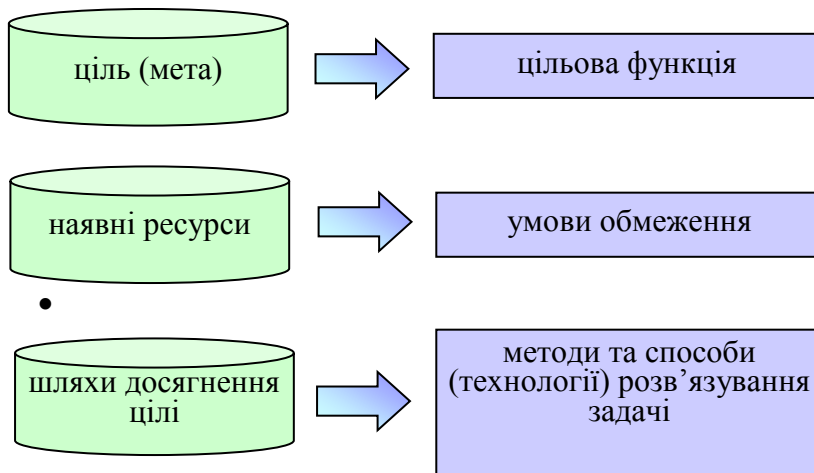 ціль (мета)
цільова функція
наявні ресурси
умови обмеження
•
шляхи досягнення
цілі
методи та способи
(технології) розв’язування
задачі